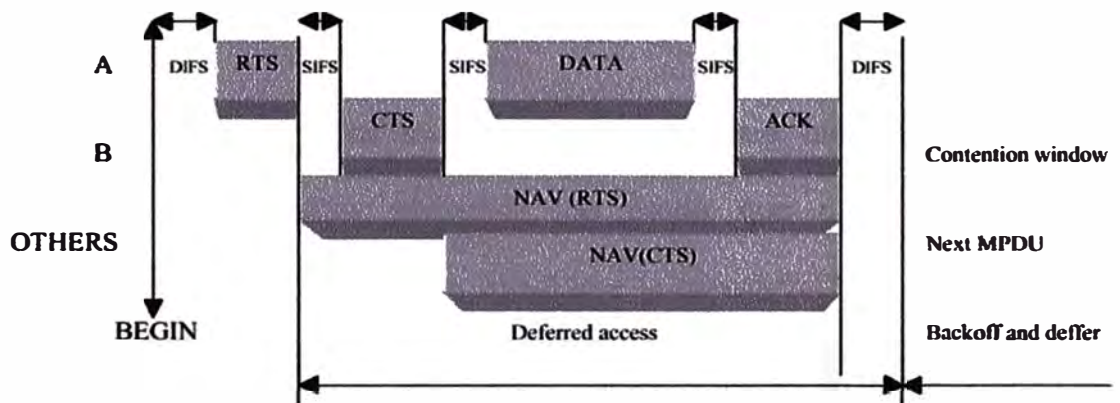 A DIFS RTS SIFS SIFS DATA SIFS DIFS
CTS ACK
B Contention window
NAV (RTS)
OTHERS Next MPDU
NAV(CTS)
BEGIN Deferred access Backoff and deffer